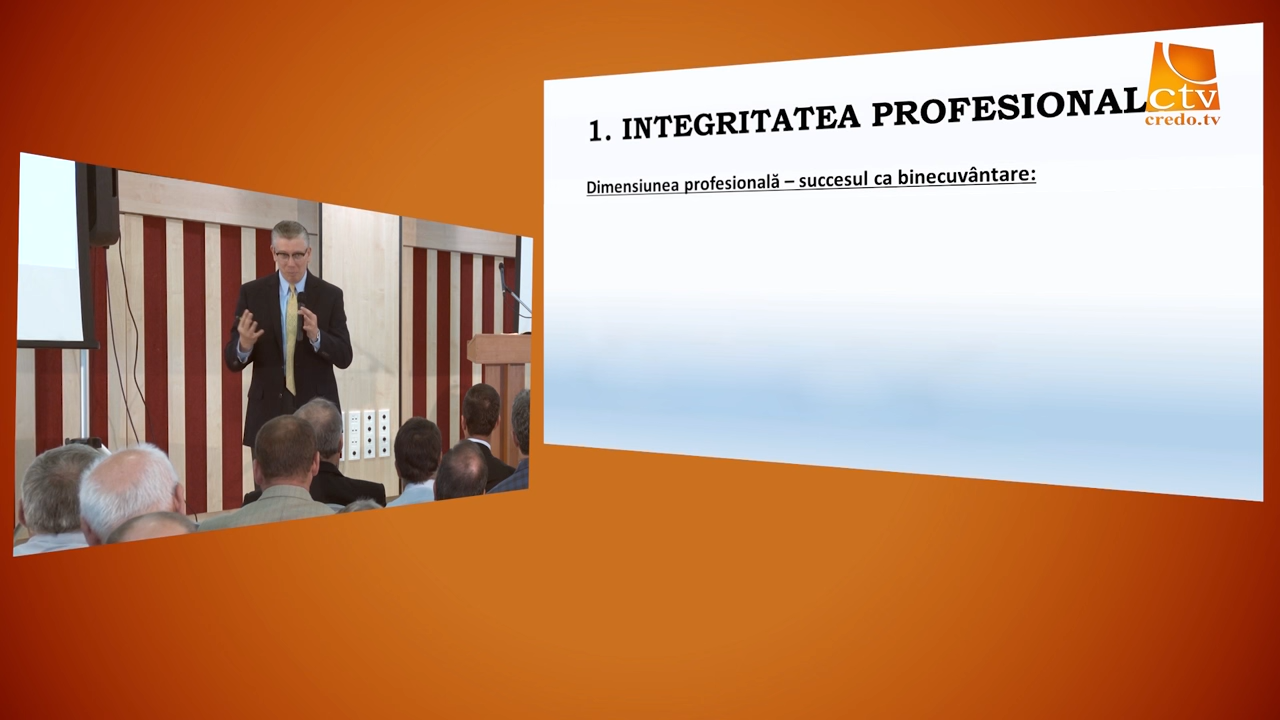 1. INTEGRITATEA PROFESIONAL
Dimensiunea profesională – succesul ca binecuvântare:
ctv
credo.tv